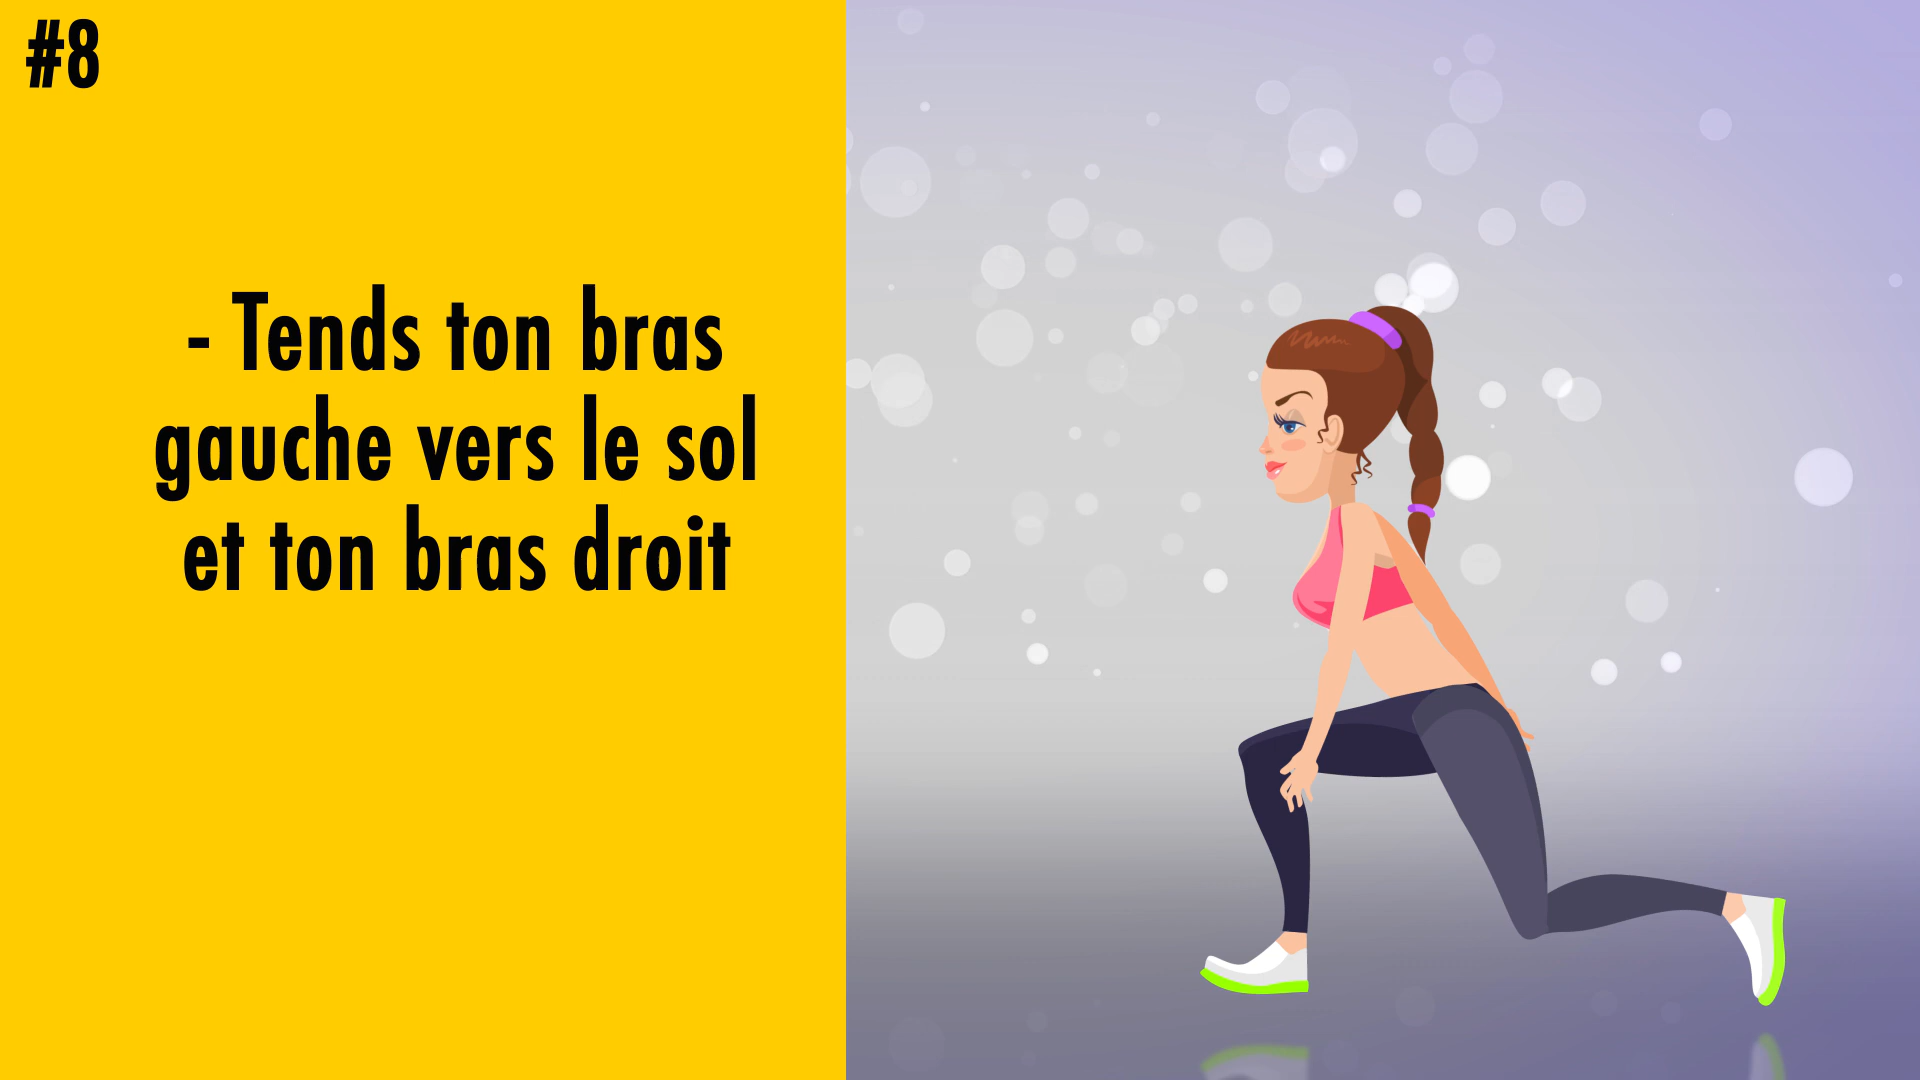 #8
- Tends ton bras
gauche vers le sol
et ton bras droit